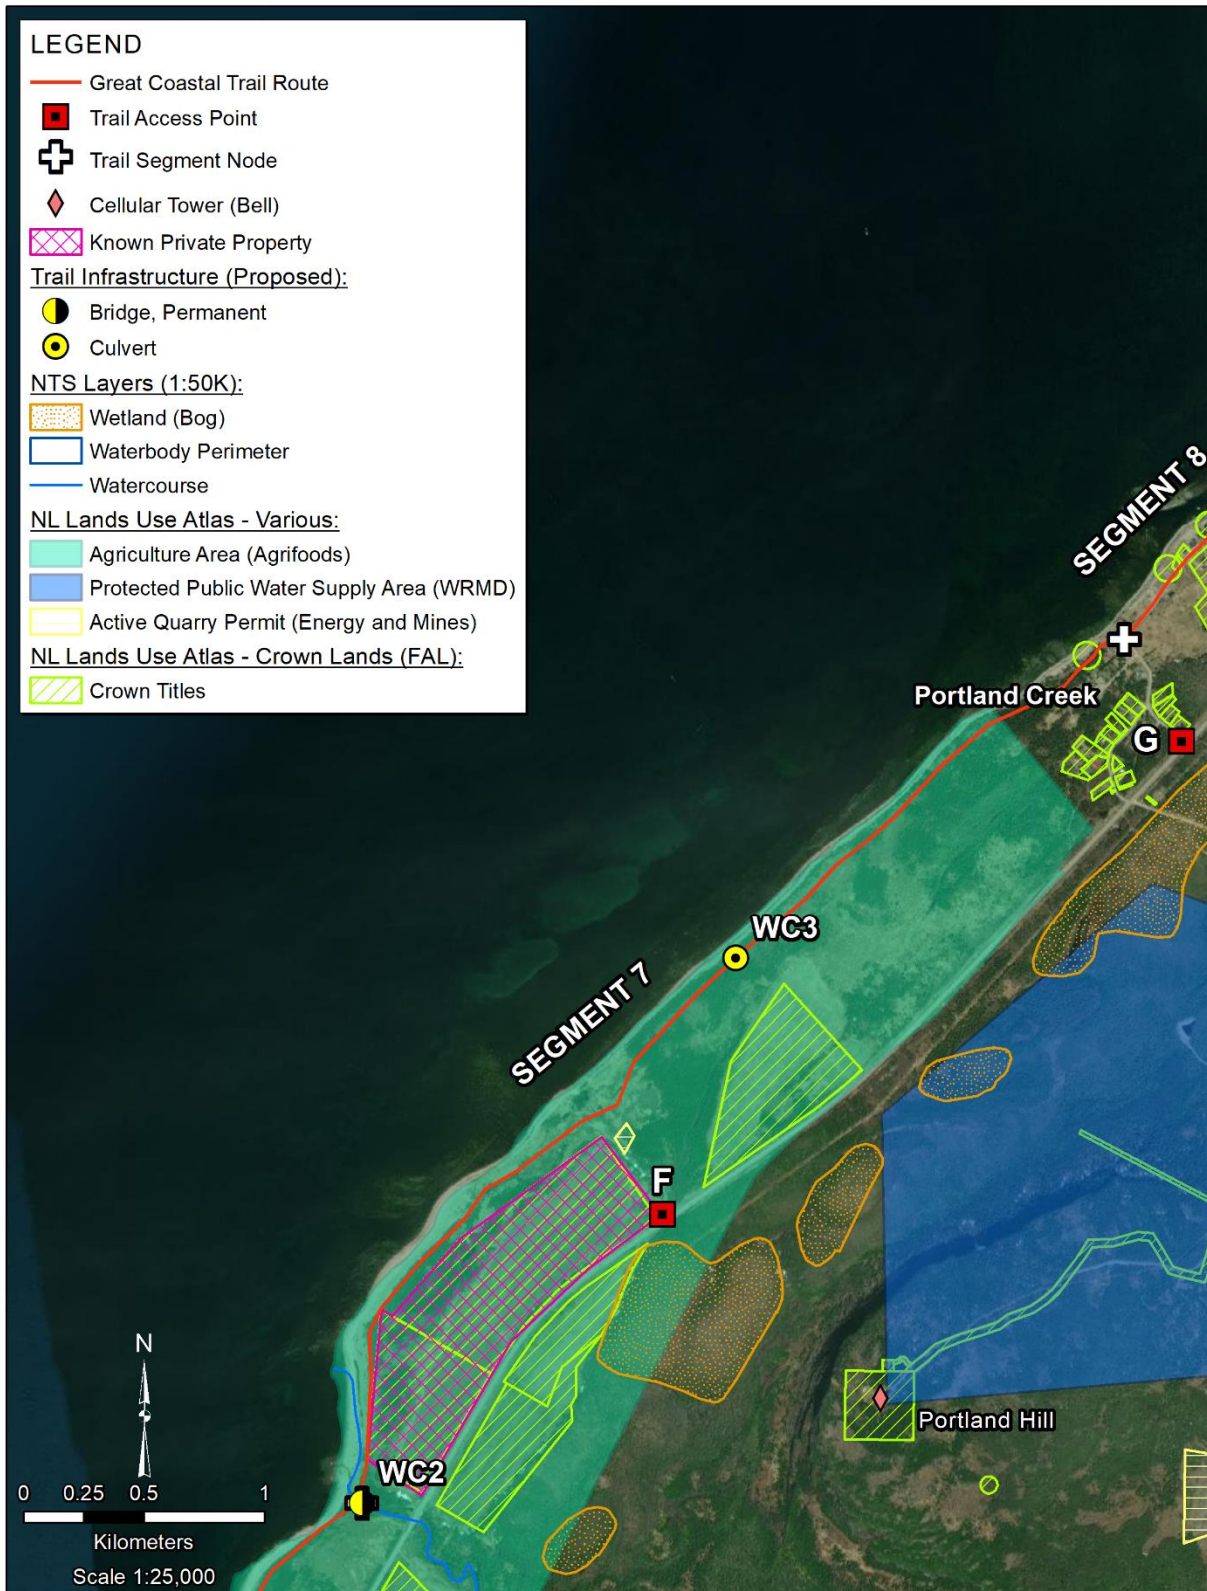 LEGEND
Great Coastal Trail Route
Trail Access Point
Trail Segment Node
Cellular Tower (Bell)
Known Private Property
Trail Infrastructure (Proposed):
Bridge, Permanent
Culvert
NTS Layers (1:50K):
Wetland (Bog)
Waterbody Perimeter
Watercourse
NL Lands Use Atlas - Various:
Agriculture Area (Agrifoods)
Protected Public Water Supply Area (WRMD)
Active Quarry Permit (Energy and Mines)
NL Lands Use Atlas - Crown Lands (FAL):
Crown Titles
SEGMENT 8
Portland Creek
G
WC3
SEGMENT 7
F
Portland Hill
WC2
N
0 0.25 0.5 1
Kilometers
Scale 1:25,000